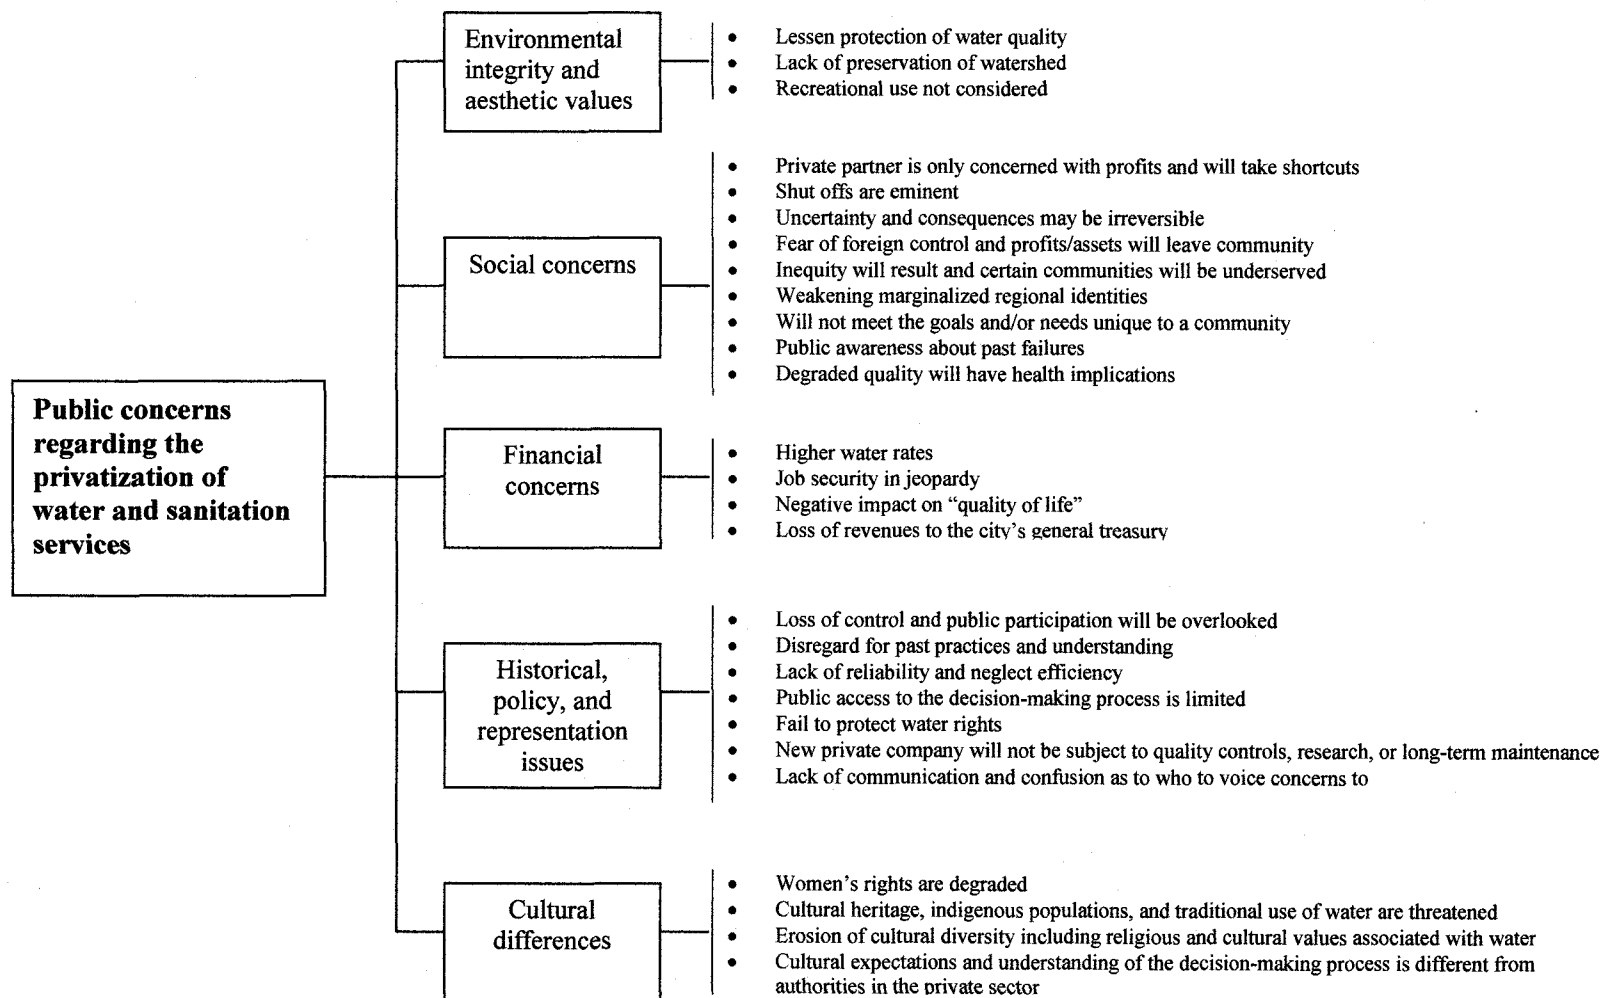 Public concerns
regarding the
privatization of
water and sanitation
services
Environmental
integrity and
aesthetic values
• Lessen protection of water quality
• Lack of preservation of watershed
• Recreational use not considered
Social concerns
• Private partner is only concerned with profits and will take shortcuts
• Shut offs are eminent
• Uncertainty and consequences may be irreversible
• Fear of foreign control and profits/assets will leave community
• Inequity will result and certain communities will be underserved
• Weakening marginalized regional identities
• Will not meet the goals and/or needs unique to a community
• Public awareness about past failures
• Degraded quality will have health implications
Financial
concerns
• Higher water rates
• Job security in jeopardy
• Negative impact on “quality of life”
• Loss of revenues to the city’s general treasury
Historical,
policy, and
representation
issues
• Loss of control and public participation will be overlooked
• Disregard for past practices and understanding
• Lack of reliability and neglect efficiency
• Public access to the decision-making process is limited
• Fail to protect water rights
• New private company will not be subject to quality controls, research, or long-term maintenance
• Lack of communication and confusion as to who to voice concerns to
Cultural
differences
• Women’s rights are degraded
• Cultural heritage, indigenous populations, and traditional use of water are threatened
• Erosion of cultural diversity including religious and cultural values associated with water
• Cultural expectations and understanding of the decision-making process is different from
authorities in the private sector